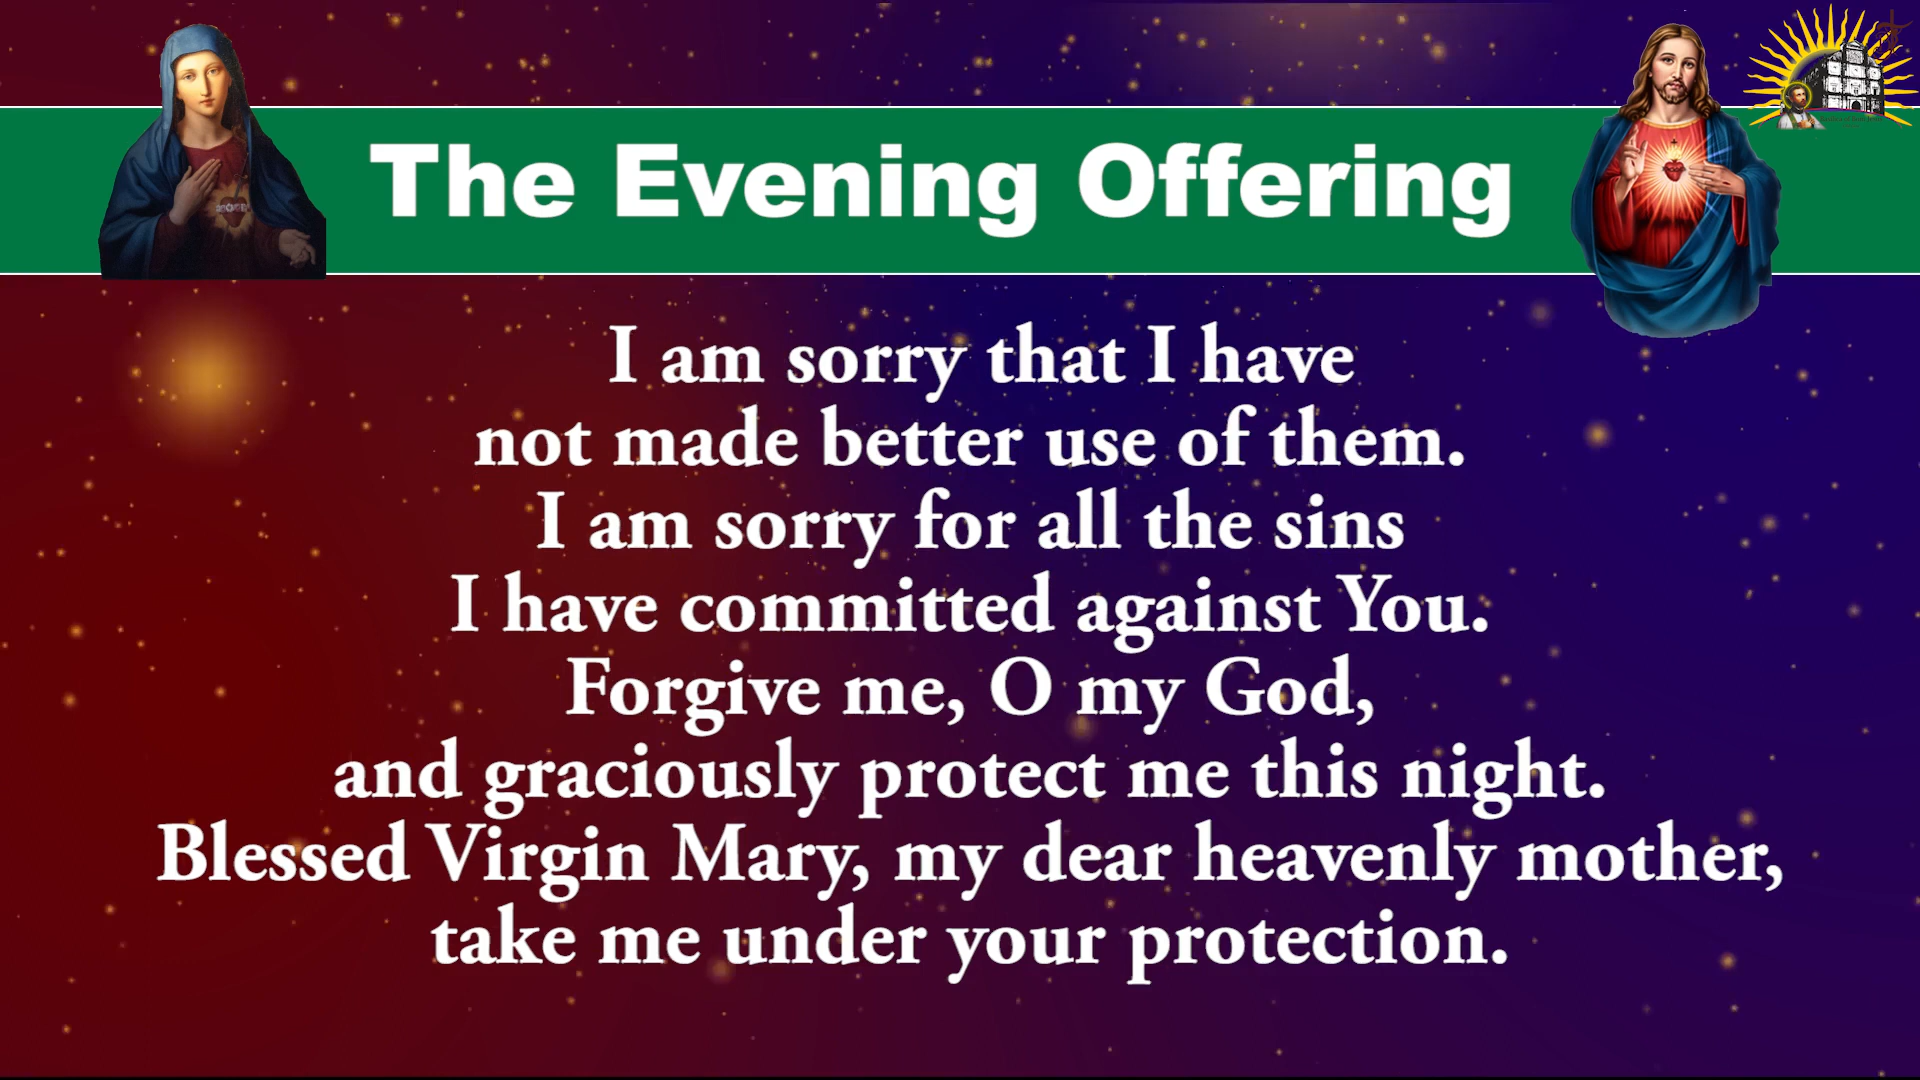 The Evening Offering
I am sorry that I have
not made better use of them.
I am sorry for all the sins
I have committed against You.
Forgive me, O my God,
and graciously protect me this night.
Blessed Virgin Mary, my dear heavenly mother,
take me under your protection.